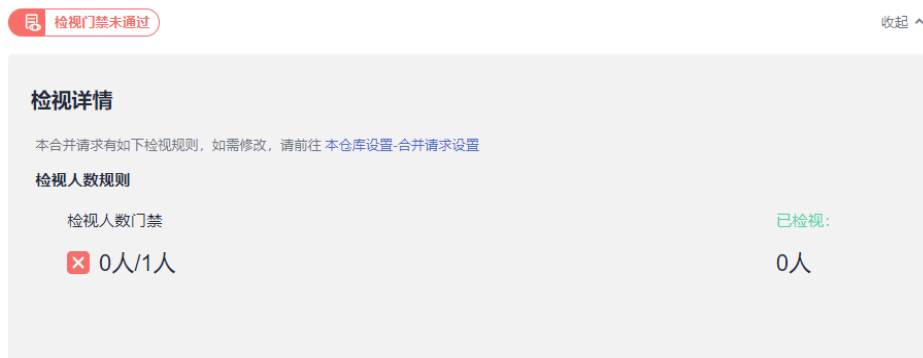 检视门禁未通过
收起
检视详情
本合并请求有如下检视规则，如需修改，请前往 本仓库设置-合并请求设置
检视人数规则
检视人数门禁
已检视：
0人/1人
0人